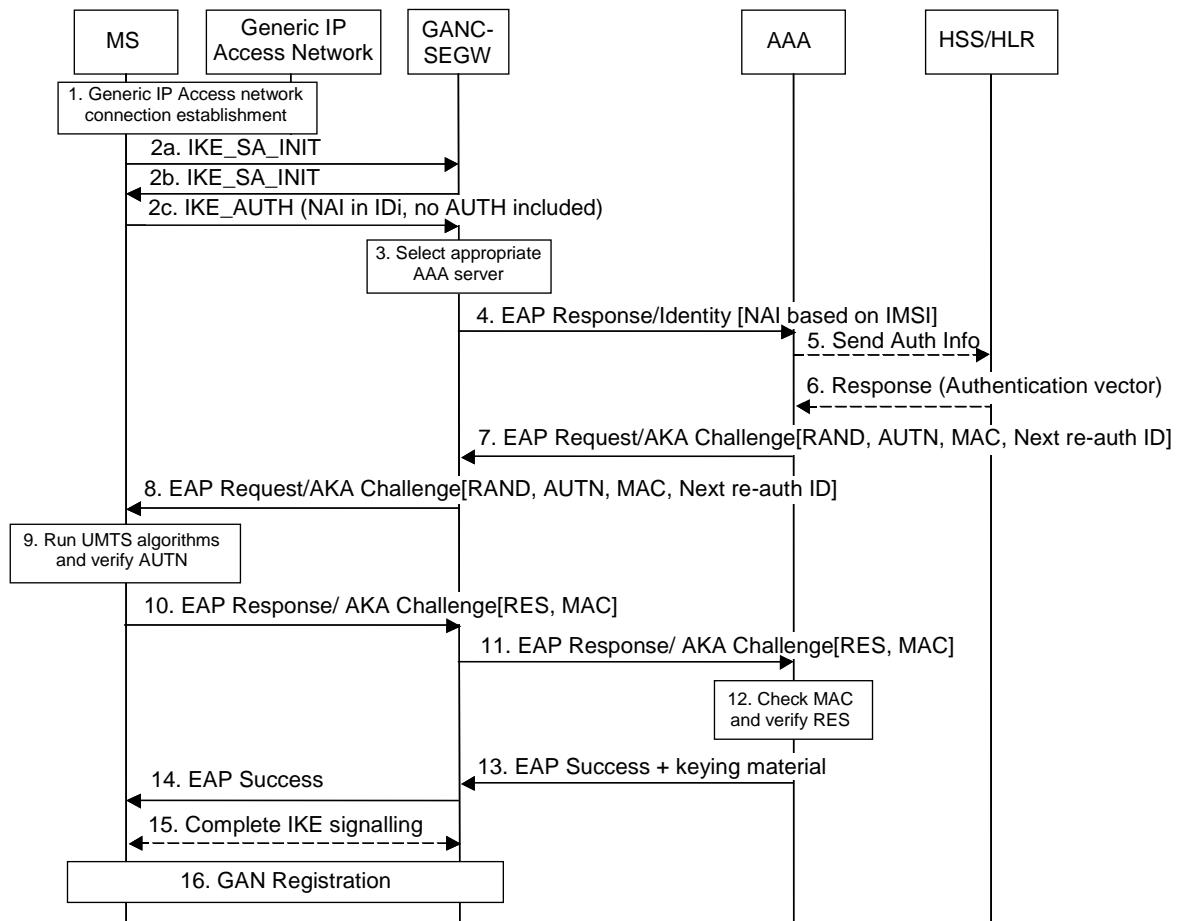 MS
Generic IP
Access Network
GANC-
SEGW
AAA
HSS/HLR
1. Generic IP Access network
connection establishment
2a. IKE_SA_INIT
2b. IKE_SA_INIT
2c. IKE_AUTH (NAI in IDi, no AUTH included)
3. Select appropriate
AAA server
4. EAP Response/Identity [NAI based on IMSI]
5. Send Auth Info
6. Response (Authentication vector)
7. EAP Request/AKA Challenge[RAND, AUTN, MAC, Next re-auth ID]
8. EAP Request/AKA Challenge[RAND, AUTN, MAC, Next re-auth ID]
9. Run UMTS algorithms
and verify AUTN
10. EAP Response/ AKA Challenge[RES, MAC]
11. EAP Response/ AKA Challenge[RES, MAC]
12. Check MAC
and verify RES
13. EAP Success + keying material
14. EAP Success
15. Complete IKE signalling
16. GAN Registration